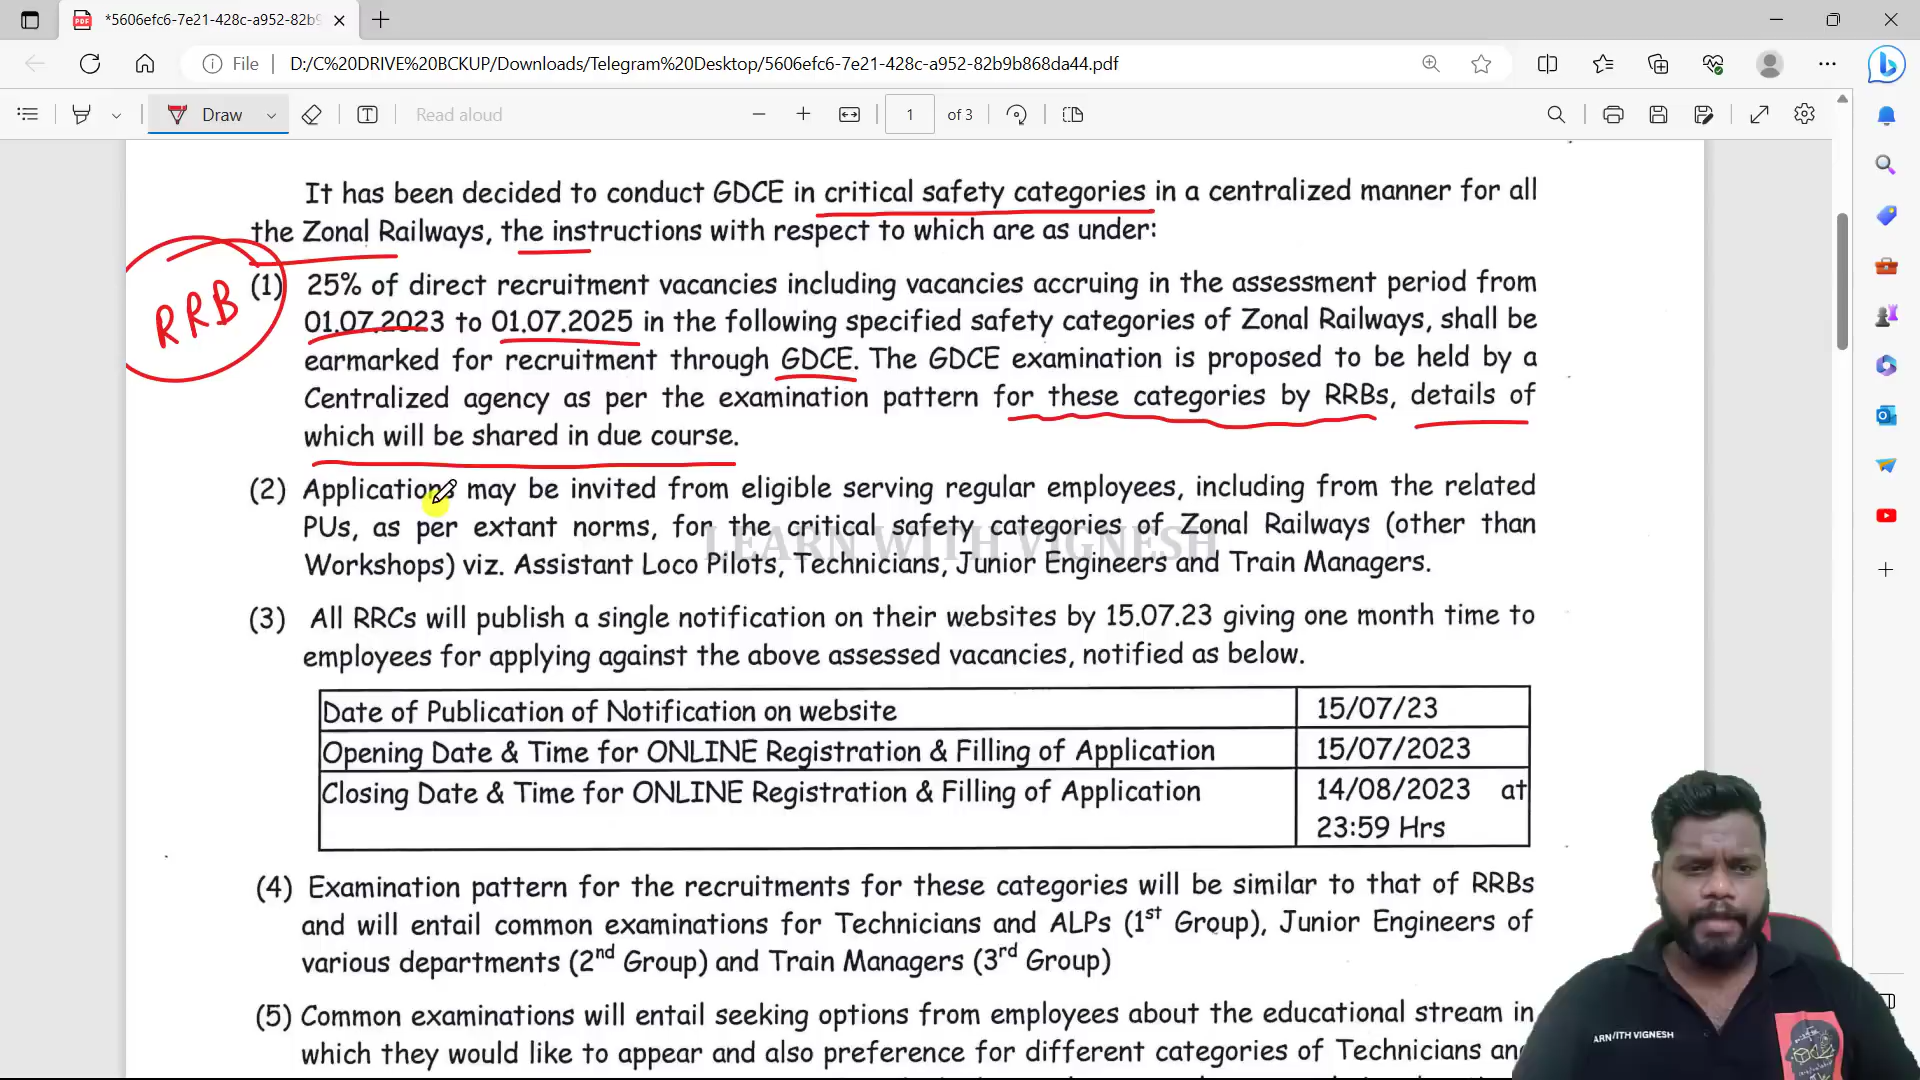 *5606efc6-7e21-428c-a952-82b9
File
D:/C%20DRIVE%20BCKUP/Downloads/Telegram%20Desktop/5606efc6-7e21-428c-a952-82b9b868da44.pdf
Draw
Read aloud
1 of 3
It has been decided to conduct GDCE in critical safety categories in a centralized manner for all
the Zonal Railways, the instructions with respect to which are as under:
RRB
(1) 25% of direct recruitment vacancies including vacancies accruing in the assessment period from
01.07.2023 to 01.07.2025 in the following specified safety categories of Zonal Railways, shall be
earmarked for recruitment through GDCE. The GDCE examination is proposed to be held by a
Centralized agency as per the examination pattern for these categories by RRBs, details of
which will be shared in due course.
(2) Applications may be invited from eligible serving regular employees, including from the related
PUs, as per extant norms, for the critical safety categories of Zonal Railways (other than
LEARN WITH VIGNESH
Workshops) viz. Assistant Loco Pilots, Technicians, Junior Engineers and Train Managers.
(3) All RRCs will publish a single notification on their websites by 15.07.23 giving one month time to
employees for applying against the above assessed vacancies, notified as below.
Date of Publication of Notification on website 15/07/23
Opening Date & Time for ONLINE Registration & Filling of Application 15/07/2023
Closing Date & Time for ONLINE Registration & Filling of Application 14/08/2023 at
23:59 Hrs
(4) Examination pattern for the recruitments for these categories will be similar to that of RRBs
and will entail common examinations for Technicians and ALPs (1st Group), Junior Engineers of
various departments (2nd Group) and Train Managers (3rd Group)
(5) Common examinations will entail seeking options from employees about the educational stream in
which they would like to appear and also preference for different categories of Technicians an
ARN
ITH VIGNESH